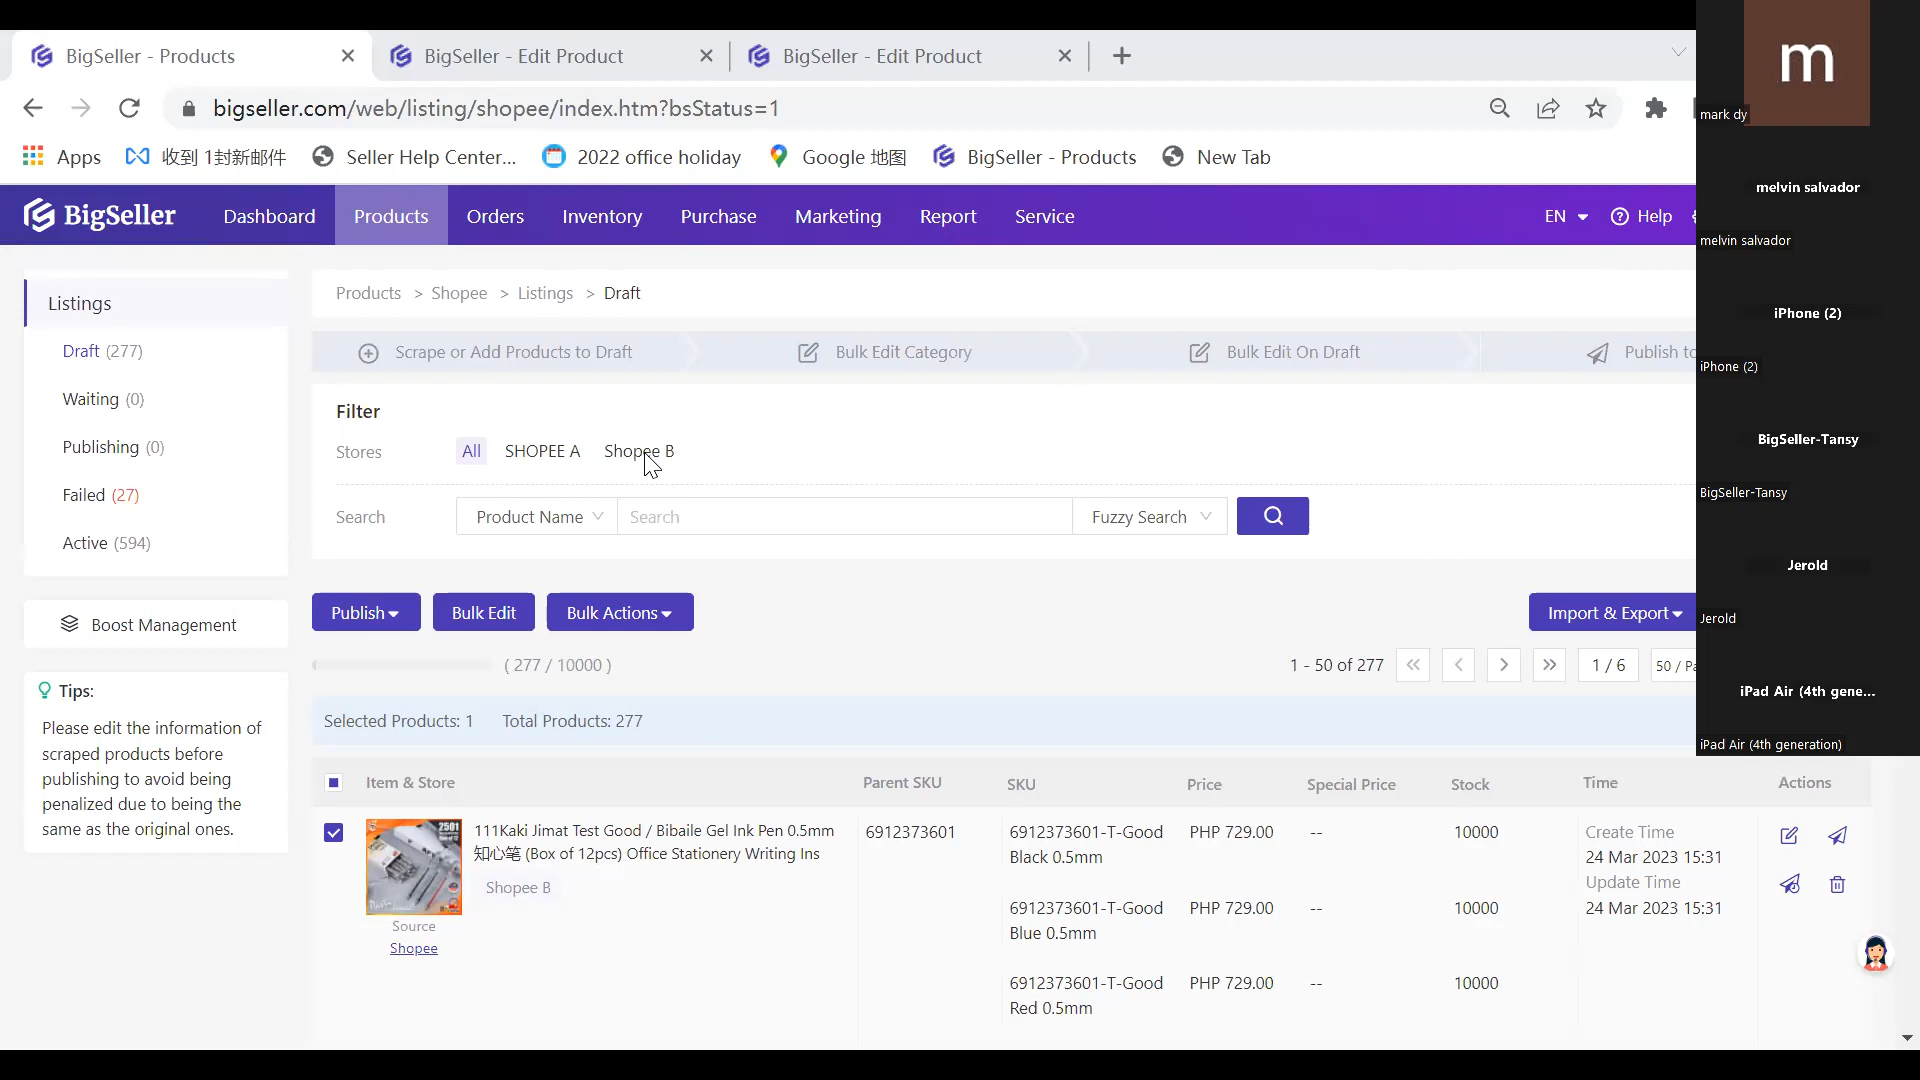 BigSeller - Products
BigSeller - Edit Product
BigSeller - Edit Product
bigseller.com/web/listing/shopee/index.htm?bsStatus=1
Apps
收到 1封新邮件
Seller Help Center...
2022 office holiday
Google 地图
BigSeller - Products
New Tab
BigSeller
Dashboard
Products
Orders
Inventory
Purchase
Marketing
Report
Service
EN
Help
Listings
Draft (277)
Waiting (0)
Publishing (0)
Failed (27)
Active (594)
Boost Management
Tips:
Please edit the information of
scraped products before
publishing to avoid being
penalized due to being the
same as the original ones.
Products > Shopee > Listings > Draft
Scrape or Add Products to Draft
Bulk Edit Category
Bulk Edit On Draft
Publish to
Filter
Stores
All
SHOPEE A
Shopee B
Search
Product Name
Search
Fuzzy Search
Publish
Bulk Edit
Bulk Actions
Import & Export
( 277 / 10000 )
1 - 50 of 277
1 / 6
50 / Pa
Selected Products: 1
Total Products: 277
Item & Store
Parent SKU
SKU
Price
Special Price
Stock
Time
Actions
2501
111Kaki Jimat Test Good / Bibaile Gel Ink Pen 0.5mm
知心笔 (Box of 12pcs) Office Stationery Writing Ins
Shopee B
Source
Shopee
6912373601
6912373601-T-Good
Black 0.5mm
PHP 729.00
--
10000
6912373601-T-Good
Blue 0.5mm
PHP 729.00
--
10000
6912373601-T-Good
Red 0.5mm
PHP 729.00
--
10000
Create Time
24 Mar 2023 15:31
Update Time
24 Mar 2023 15:31
m
mark dy
melvin salvador
melvin salvador
iPhone (2)
iPhone (2)
BigSeller-Tansy
BigSeller-Tansy
Jerold
Jerold
iPad Air (4th gene...
iPad Air (4th generation)